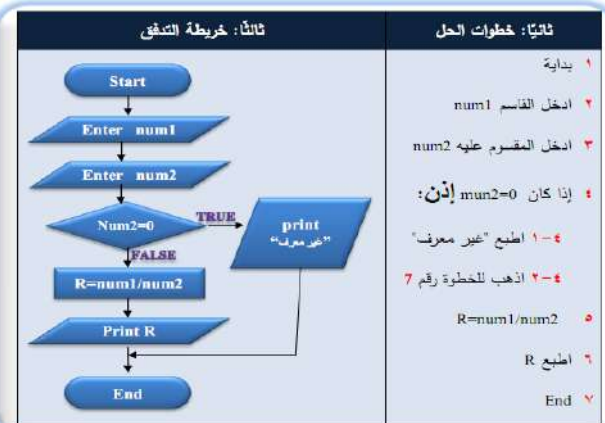 ثانيًا: خطوات الحل
١ بداية
٢ ادخل القاسم num1
٣ ادخل المقسوم عليه num2
٤ إذا كان mun2=0 إذن:
٤-١ اطبع "غير معرف"
٤-٢ اذهب للخطوة رقم 7
٥ R=num1/num2
٦ اطبع R
٧ End
ثالثًا: خريطة التدفق
Start
Enter num1
Enter num2
Num2=0
TRUE
print
"غير معرف"
FALSE
R=num1/num2
Print R
End